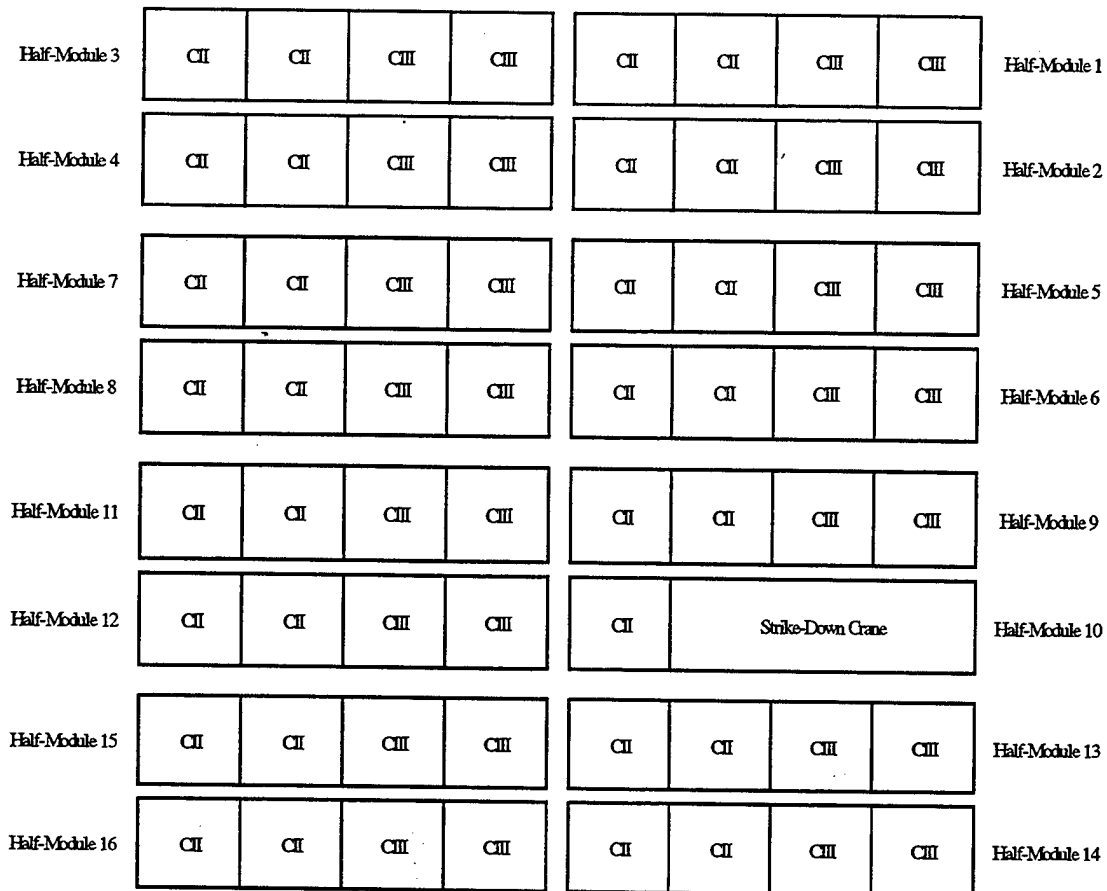 Half-Module 3 CII CII CIII CIII CII CII CIII CIII Half-Module 1
Half-Module 4 CII CII CIII CIII CII CII CIII CIII Half-Module 2
Half-Module 7 CII CII CIII CIII CII CII CIII CIII Half-Module 5
Half-Module 8 CII CII CIII CIII CII CII CIII CIII Half-Module 6
Half-Module 11 CII CII CIII CIII CII CII CIII CIII Half-Module 9
Half-Module 12 CII CII CIII CIII CII Strike-Down Crane Half-Module 10
Half-Module 15 CII CII CIII CIII CII CII CIII CIII Half-Module 13
Half-Module 16 CII CII CIII CIII CII CII CIII CIII Half-Module 14